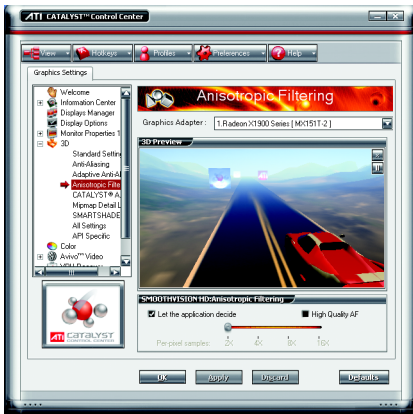 ATI CATALYST™ Control Center
View Hotkeys Profiles Preferences Help
Graphics Settings
Welcome
Information Center
Displays Manager
Display Options
Monitor Properties 1
3D
Standard Setting
Anti-Aliasing
Adaptive Anti-Al
Anisotropic Filte
CATALYST® A.
Mipmap Detail L
SMARTSHADE
All Settings
API Specific
Color
Avivo™ Video
ATI CATALYST
CONTROL CENTER
Anisotropic Filtering
Graphics Adapter :
1.Radeon X1900 Series [ MX151T-2 ]
3D Preview
SMOOTHVISION HD:Anisotropic Filtering
Let the application decide
High Quality AF
Per-pixel samples: 2X 4X 8X 16X
OK Apply Discard Defaults